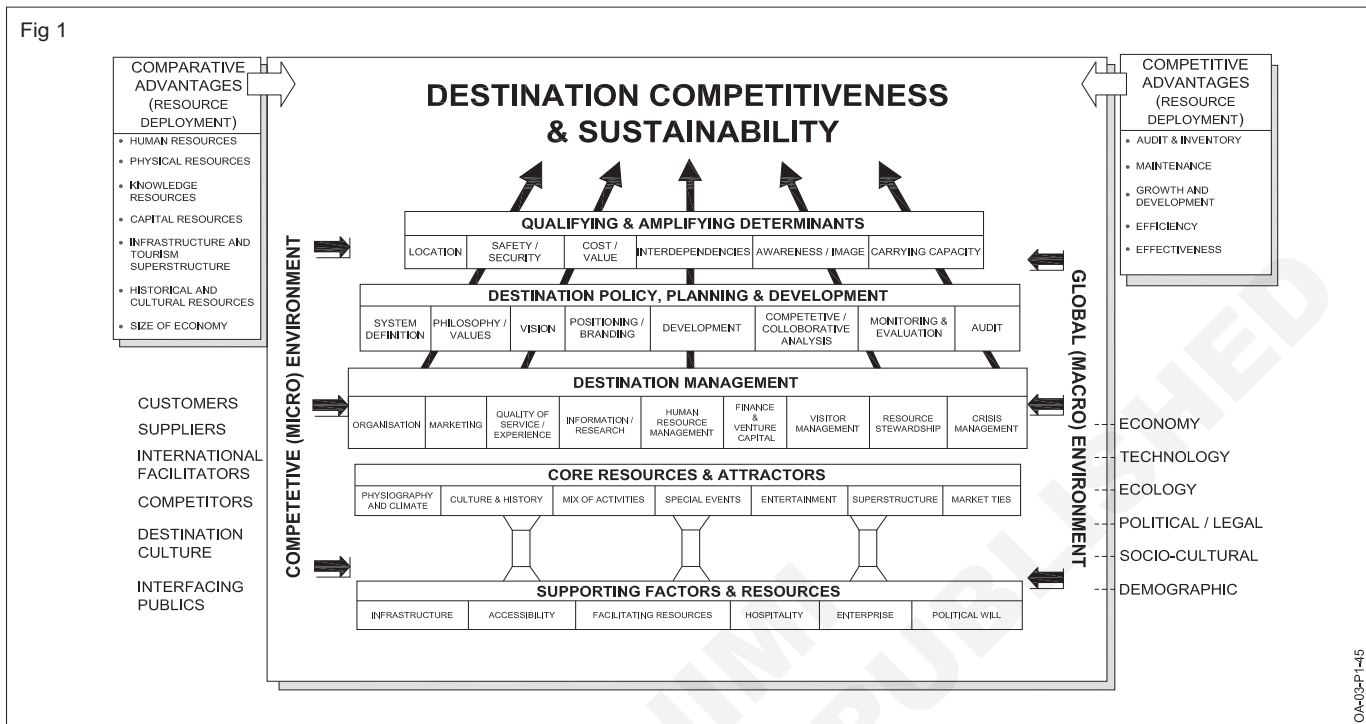 Fig 1
COMPARATIVE
ADVANTAGES
(RESOURCE
DEPLOYMENT)
• HUMAN RESOURCES
• PHYSICAL RESOURCES
• KNOWLEDGE
RESOURCES
• CAPITAL RESOURCES
• INFRASTRUCTURE AND
TOURISM
SUPERSTRUCTURE
• HISTORICAL AND
CULTURAL RESOURCES
• SIZE OF ECONOMY
CUSTOMERS
SUPPLIERS
INTERNATIONAL
FACILITATORS
COMPETITORS
DESTINATION
CULTURE
INTERFACING
PUBLICS
COMPETETIVE (MICRO) ENVIRONMENT
DESTINATION COMPETITIVENESS
& SUSTAINABILITY
QUALIFYING & AMPLIFYING DETERMINANTS
LOCATION
SAFETY /
SECURITY
COST /
VALUE
INTERDEPENDENCIES
AWARENESS / IMAGE
CARRYING CAPACITY
DESTINATION POLICY, PLANNING & DEVELOPMENT
SYSTEM
DEFINITION
PHILOSOPHY /
VALUES
VISION
POSITIONING /
BRANDING
DEVELOPMENT
COMPETETIVE /
COLLOBORATIVE
ANALYSIS
MONITORING &
EVALUATION
AUDIT
DESTINATION MANAGEMENT
ORGANISATION
MARKETING
QUALITY OF
SERVICE /
EXPERIENCE
INFORMATION /
RESEARCH
HUMAN
RESOURCE
MANAGEMENT
FINANCE
&
VENTURE
CAPITAL
VISITOR
MANAGEMENT
RESOURCE
STEWARDSHIP
CRISIS
MANAGEMENT
CORE RESOURCES & ATTRACTORS
PHYSIOGRAPHY
AND CLIMATE
CULTURE & HISTORY
MIX OF ACTIVITIES
SPECIAL EVENTS
ENTERTAINMENT
SUPERSTRUCTURE
MARKET TIES
SUPPORTING FACTORS & RESOURCES
INFRASTRUCTURE
ACCESSIBILITY
FACILITATING RESOURCES
HOSPITALITY
ENTERPRISE
POLITICAL WILL
GLOBAL (MACRO) ENVIRONMENT
COMPETITIVE
ADVANTAGES
(RESOURCE
DEPLOYMENT)
• AUDIT & INVENTORY
• MAINTENANCE
• GROWTH AND
DEVELOPMENT
• EFFICIENCY
• EFFECTIVENESS
ECONOMY
TECHNOLOGY
ECOLOGY
POLITICAL / LEGAL
SOCIO-CULTURAL
DEMOGRAPHIC
PUBLISHED
OA-03-P1-45